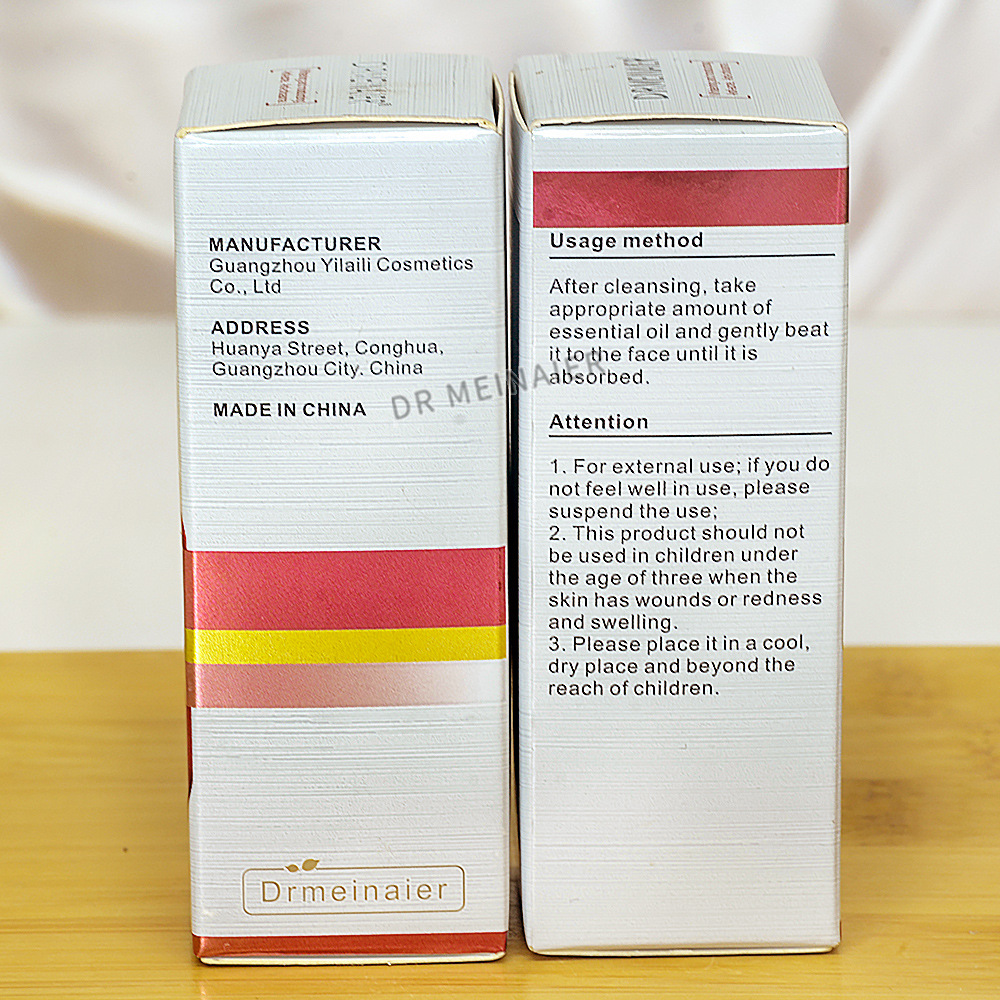 MANUFACTURER
Guangzhou Yilaili Cosmetics
Co., Ltd
ADDRESS
Huanya Street, Conghua,
Guangzhou City. China
MADE IN CHINA
Drmeinaier
DRMEINAIER
Usage method
After cleansing, take
appropriate amount of
essential oil and gently beat
it to the face until it is
absorbed.
Attention
1. For external use; if you do
not feel well in use, please
suspend the use;
2. This product should not
be used in children under
the age of three when the
skin has wounds or redness
and swelling.
3. Please place it in a cool,
dry place and beyond the
reach of children.
DR MEINAIER